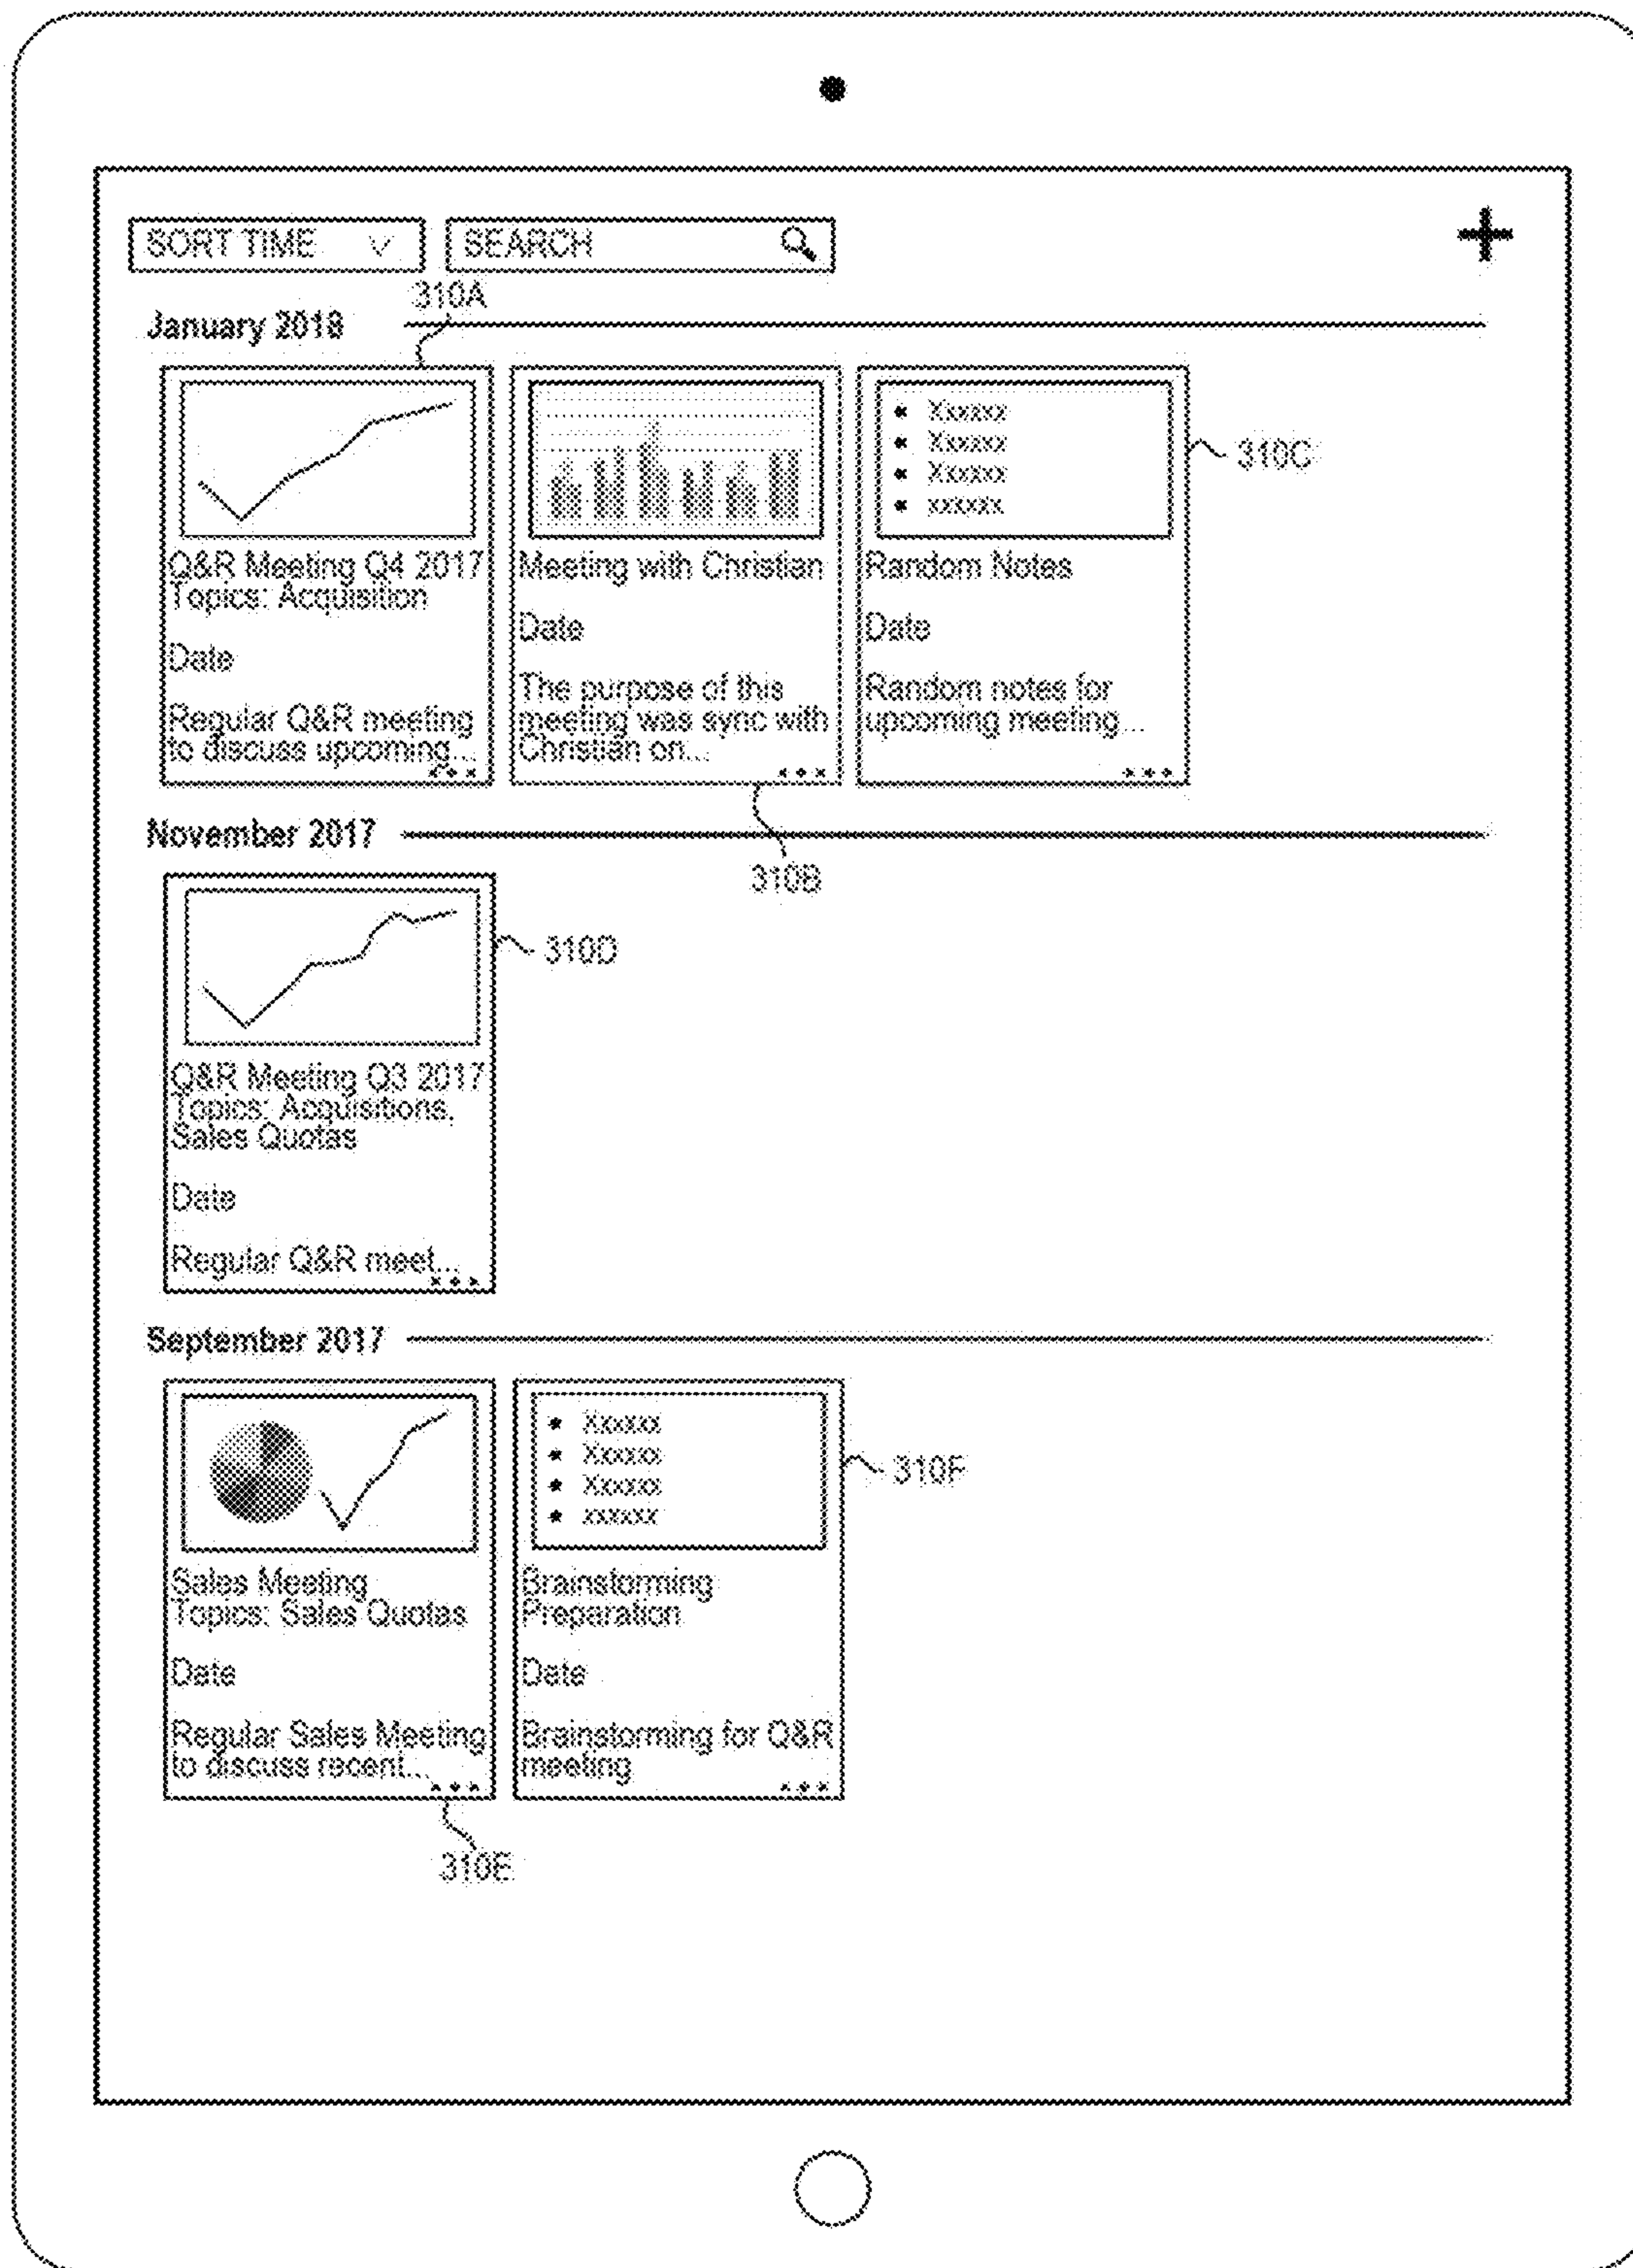 SORT TIME
SEARCH
310A
January 2018
• Xxxxxx
• Xxxxxx
• Xxxxxx
• xxxxxx
310C
Q&R Meeting Q4 2017
Topics: Acquisition
Date
Regular Q&R meeting
to discuss upcoming...
Meeting with Christian
Date
The purpose of this
meeting was sync with
Christian on...
Random Notes
Date
Random notes for
upcoming meeting...
November 2017
310B
310D
Q&R Meeting Q3 2017
Topics: Acquisitions,
Sales Quotas
Date
Regular Q&R meet...
September 2017
• Xxxxxx
• Xxxxxx
• Xxxxxx
• xxxxxx
310F
Sales Meeting
Topics: Sales Quotas
Date
Regular Sales Meeting
to discuss recent...
Brainstorming
Preparation
Date
Brainstorming for Q&R
meeting
310E